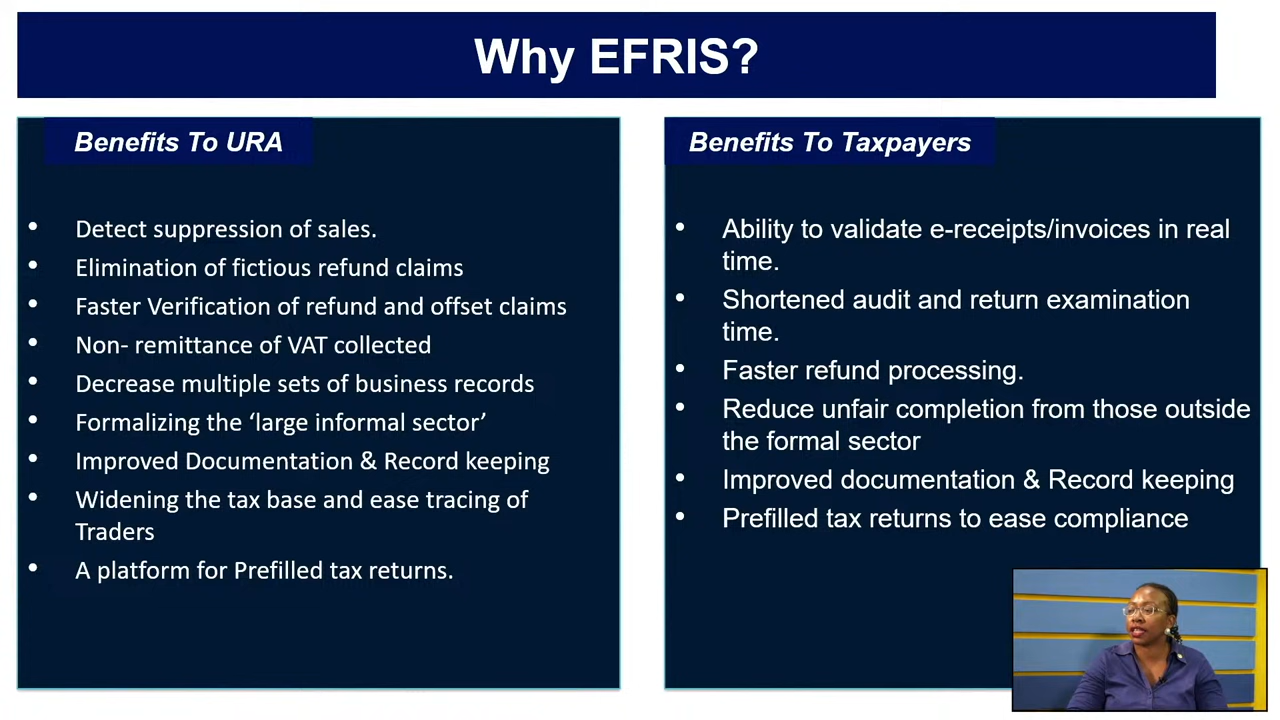 Why EFRIS?
Benefits To URA
• Detect suppression of sales.
• Elimination of fictious refund claims
• Faster Verification of refund and offset claims
• Non- remittance of VAT collected
• Decrease multiple sets of business records
• Formalizing the ‘large informal sector’
• Improved Documentation & Record keeping
• Widening the tax base and ease tracing of
Traders
• A platform for Prefilled tax returns.
Benefits To Taxpayers
• Ability to validate e-receipts/invoices in real
time.
• Shortened audit and return examination
time.
• Faster refund processing.
• Reduce unfair completion from those outside
the formal sector
• Improved documentation & Record keeping
• Prefilled tax returns to ease compliance